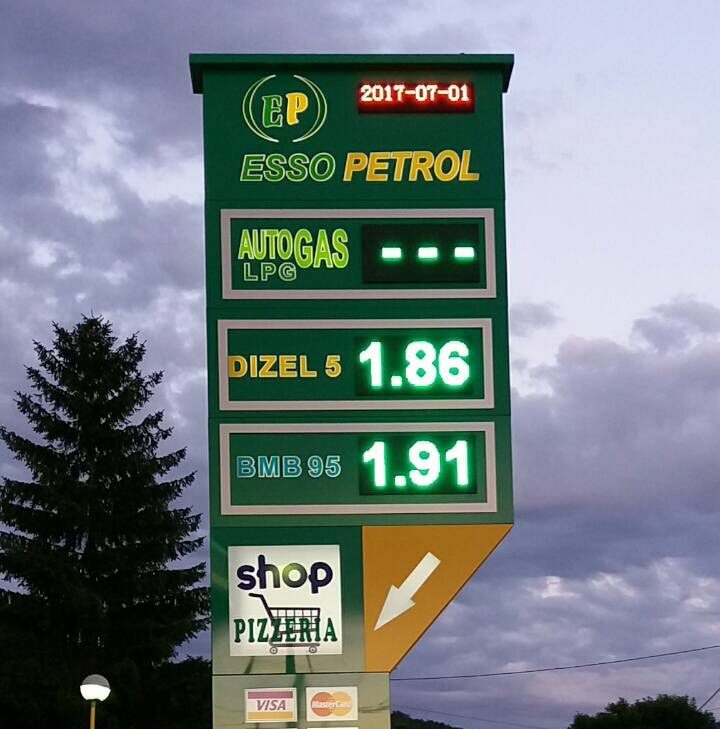 EP
2017-07-01
ESSO PETROL
AUTOGAS
LPG
- - -
DIZEL 5 1.86
BMB 95 1.91
shop
PIZZERIA
VISA MasterCard